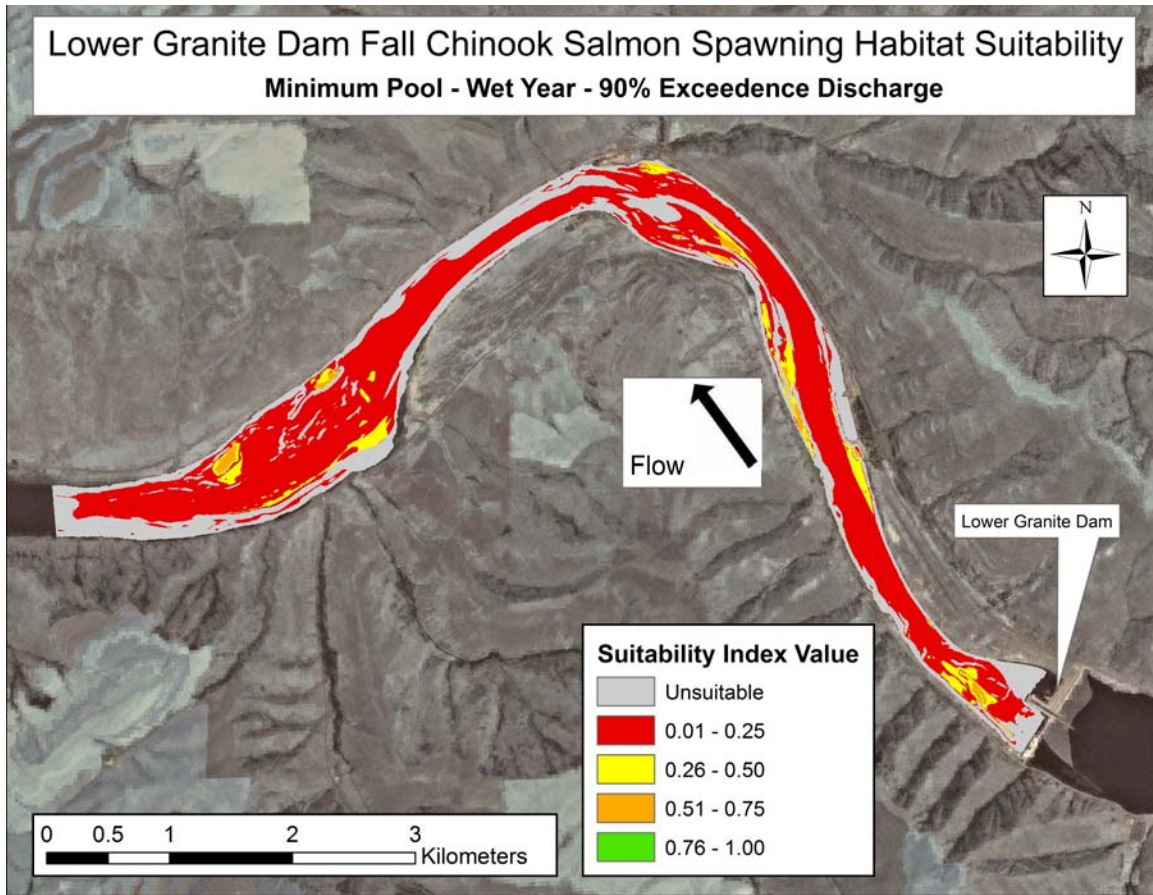 Lower Granite Dam Fall Chinook Salmon Spawning Habitat Suitability
Minimum Pool - Wet Year - 90% Exceedence Discharge
N
Flow
Lower Granite Dam
Suitability Index Value
Unsuitable
0.01 - 0.25
0.26 - 0.50
0.51 - 0.75
0.76 - 1.00
0 0.5 1 2 3
Kilometers